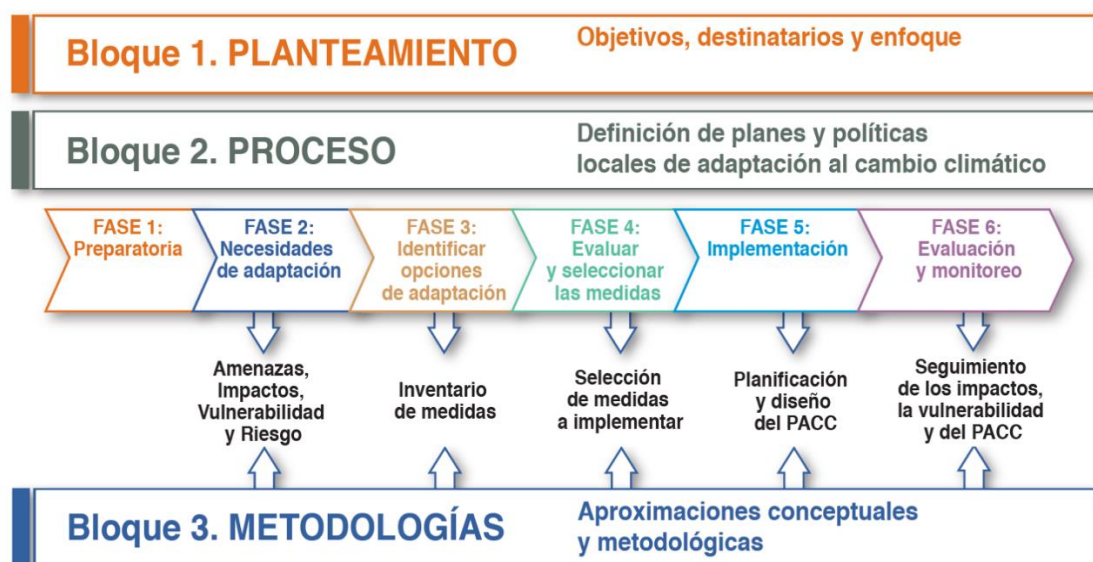 Bloque 1. PLANTEAMIENTO
Objetivos, destinatarios y enfoque
Bloque 2. PROCESO
Definición de planes y políticas
locales de adaptación al cambio climático
FASE 1:
Preparatoria
FASE 2:
Necesidades
de adaptación
FASE 3:
Identificar
opciones
de adaptación
FASE 4:
Evaluar
y seleccionar
las medidas
FASE 5:
Implementación
FASE 6:
Evaluación
y monitoreo
Amenazas,
Impactos,
Vulnerabilidad
y Riesgo
Inventario
de medidas
Selección
de medidas
a implementar
Planificación
y diseño
del PACC
Seguimiento
de los impactos,
la vulnerabilidad
y del PACC
Bloque 3. METODOLOGÍAS
Aproximaciones conceptuales
y metodológicas